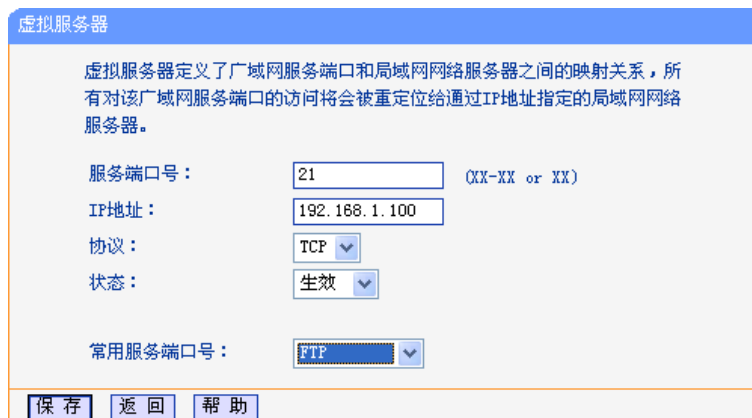 虚拟服务器
虚拟服务器定义了广域网服务端口和局域网网络服务器之间的映射关系，所
有对该广域网服务端口的访问将会被重定位给通过IP地址指定的局域网网络
服务器。
服务端口号： 21 (XX-XX or XX)
IP地址： 192.168.1.100
协议： TCP
状态： 生效
常用服务端口号： FTP
保 存 返 回 帮 助